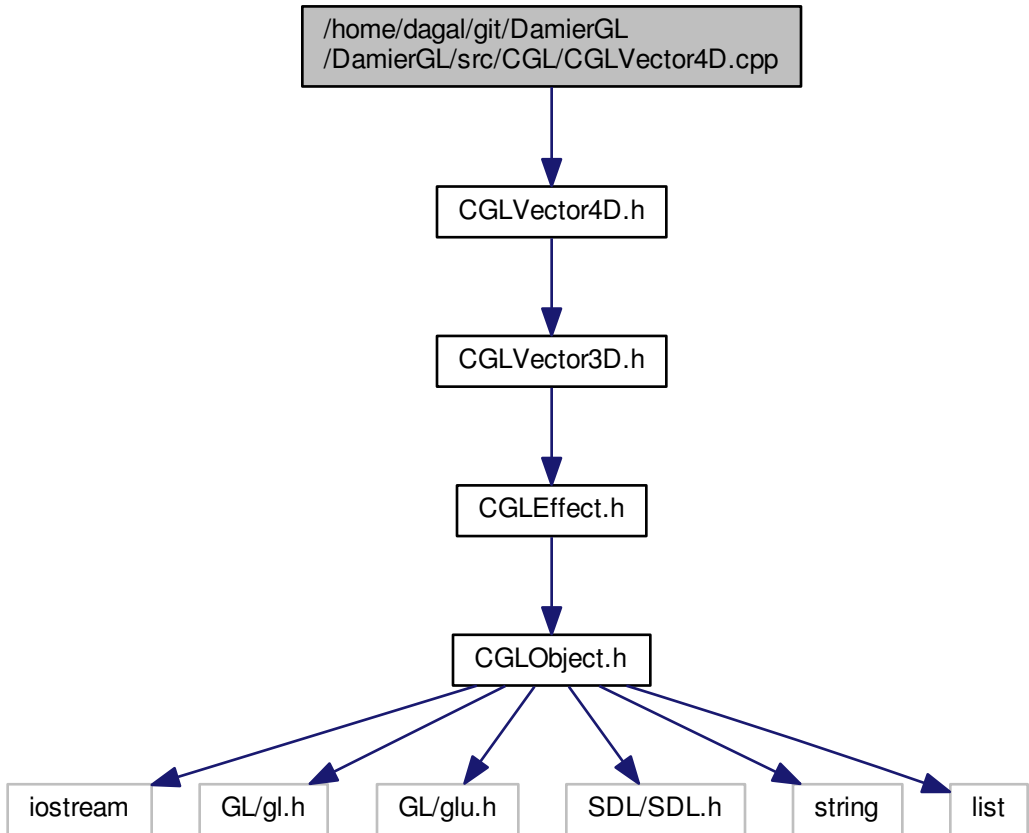 /home/dagal/git/DamierGL
/DamierGL/src/CGL/CGLVector4D.cpp
CGLVector4D.h
CGLVector3D.h
CGLEffect.h
CGLObject.h
iostream
GL/gl.h
GL/glu.h
SDL/SDL.h
string
list